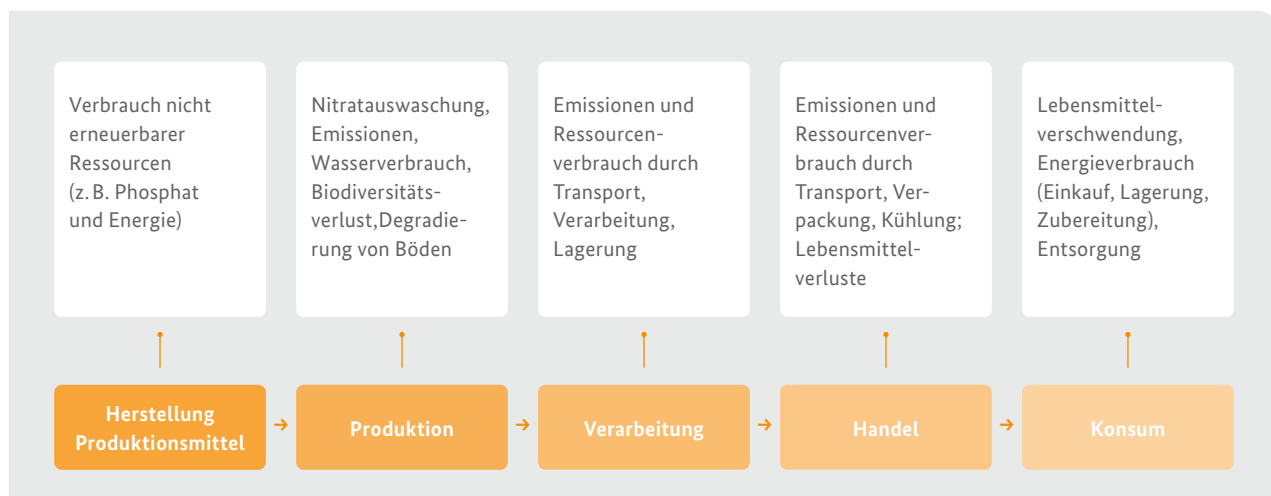 Verbrauch nicht
erneuerbarer
Ressourcen
(z. B. Phosphat
und Energie)
Nitratauswaschung,
Emissionen,
Wasserverbrauch,
Biodiversitäts-
verlust,Degradie-
rung von Böden
Emissionen und
Ressourcen-
verbrauch durch
Transport,
Verarbeitung,
Lagerung
Emissionen und
Ressourcenver-
brauch durch
Transport, Ver-
packung, Kühlung;
Lebensmittel-
verluste
Lebensmittel-
verschwendung,
Energieverbrauch
(Einkauf, Lagerung,
Zubereitung),
Entsorgung
Herstellung
Produktionsmittel
Produktion
Verarbeitung
Handel
Konsum